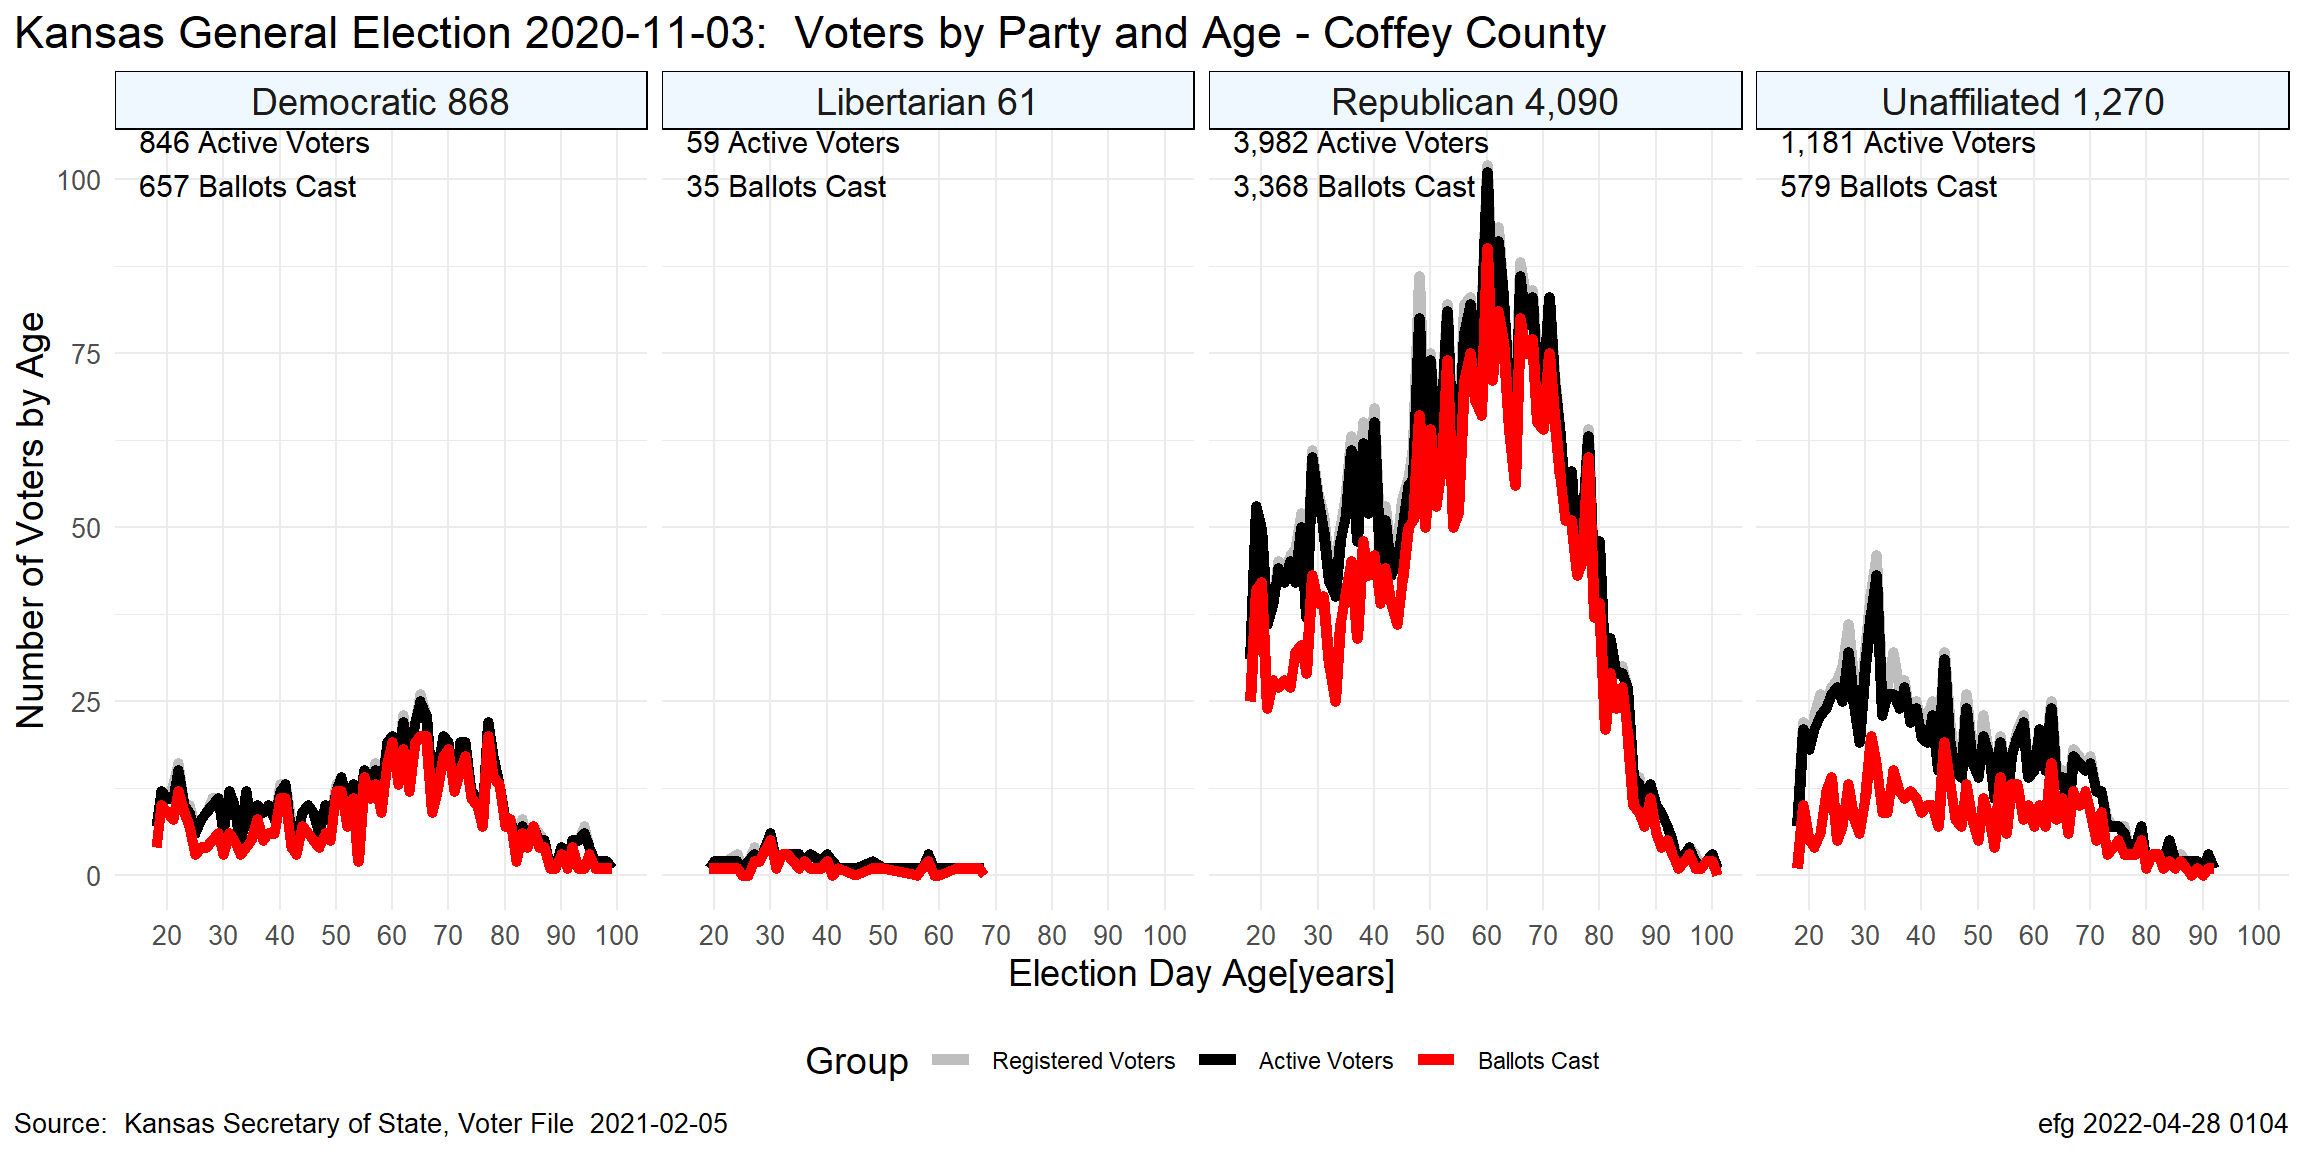 Kansas General Election 2020-11-03:  Voters by Party and Age - Coffey County
Democratic 868
Libertarian 61
Republican 4,090
Unaffiliated 1,270
846 Active Voters
657 Ballots Cast
59 Active Voters
35 Ballots Cast
3,982 Active Voters
3,368 Ballots Cast
1,181 Active Voters
579 Ballots Cast
Number of Voters by Age
100
75
50
25
0
20 30 40 50 60 70 80 90 100
20 30 40 50 60 70 80 90 100
20 30 40 50 60 70 80 90 100
20 30 40 50 60 70 80 90 100
Election Day Age[years]
Group Registered Voters Active Voters Ballots Cast
Source:  Kansas Secretary of State, Voter File  2021-02-05
efg 2022-04-28 0104